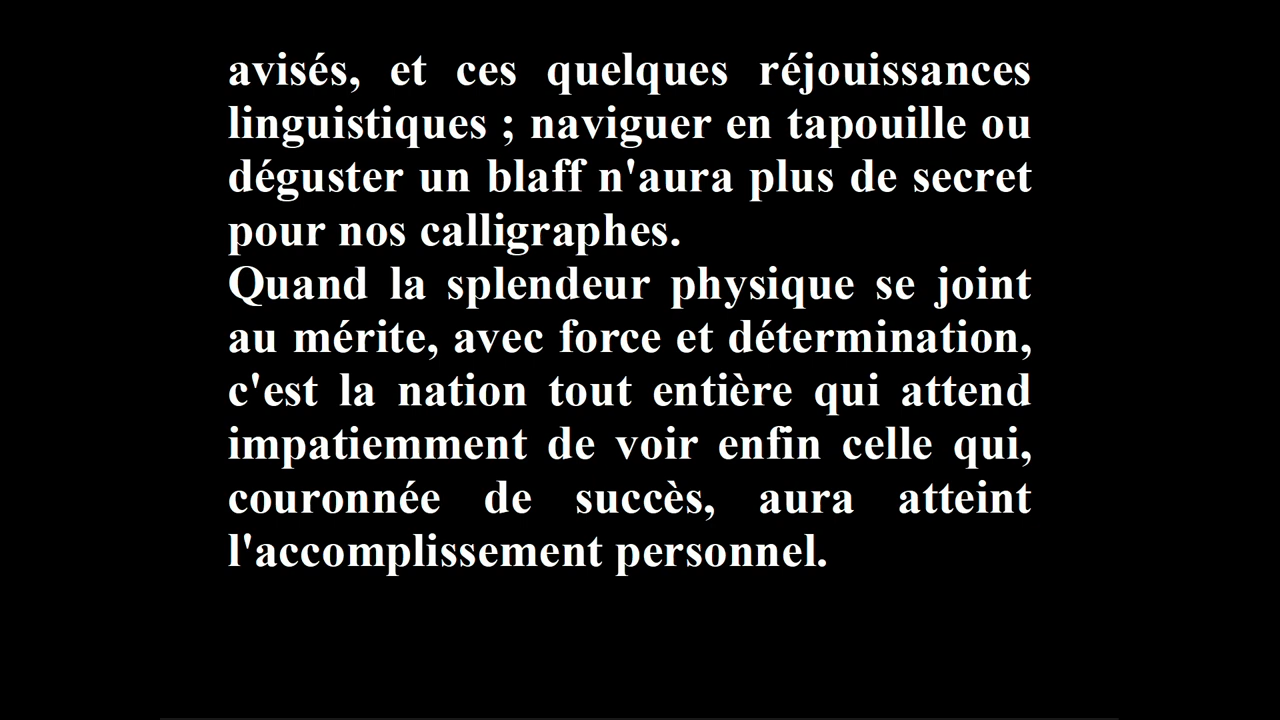 avisés, et ces quelques réjouissances
linguistiques ; naviguer en tapouille ou
déguster un blaff n'aura plus de secret
pour nos calligraphes.
Quand la splendeur physique se joint
au mérite, avec force et détermination,
c'est la nation tout entière qui attend
impatiemment de voir enfin celle qui,
couronnée de succès, aura atteint
l'accomplissement personnel.